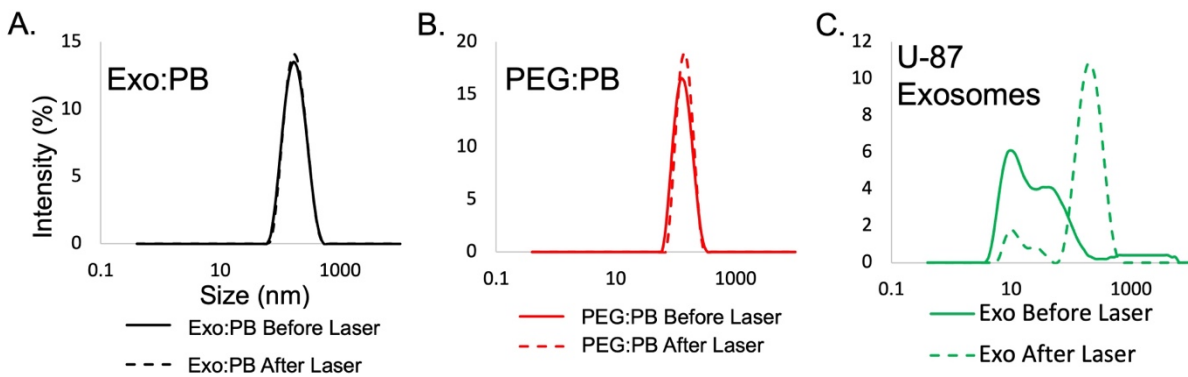 A.
15
10
5
0
Intensity (%)
Exo:PB
0.1
10
1000
Size (nm)
Exo:PB Before Laser
Exo:PB After Laser
B.
20
15
10
5
0
PEG:PB
0.1
10
1000
PEG:PB Before Laser
PEG:PB After Laser
C.
12
10
8
6
4
2
0
U-87
Exosomes
0.1
10
1000
Exo Before Laser
Exo After Laser